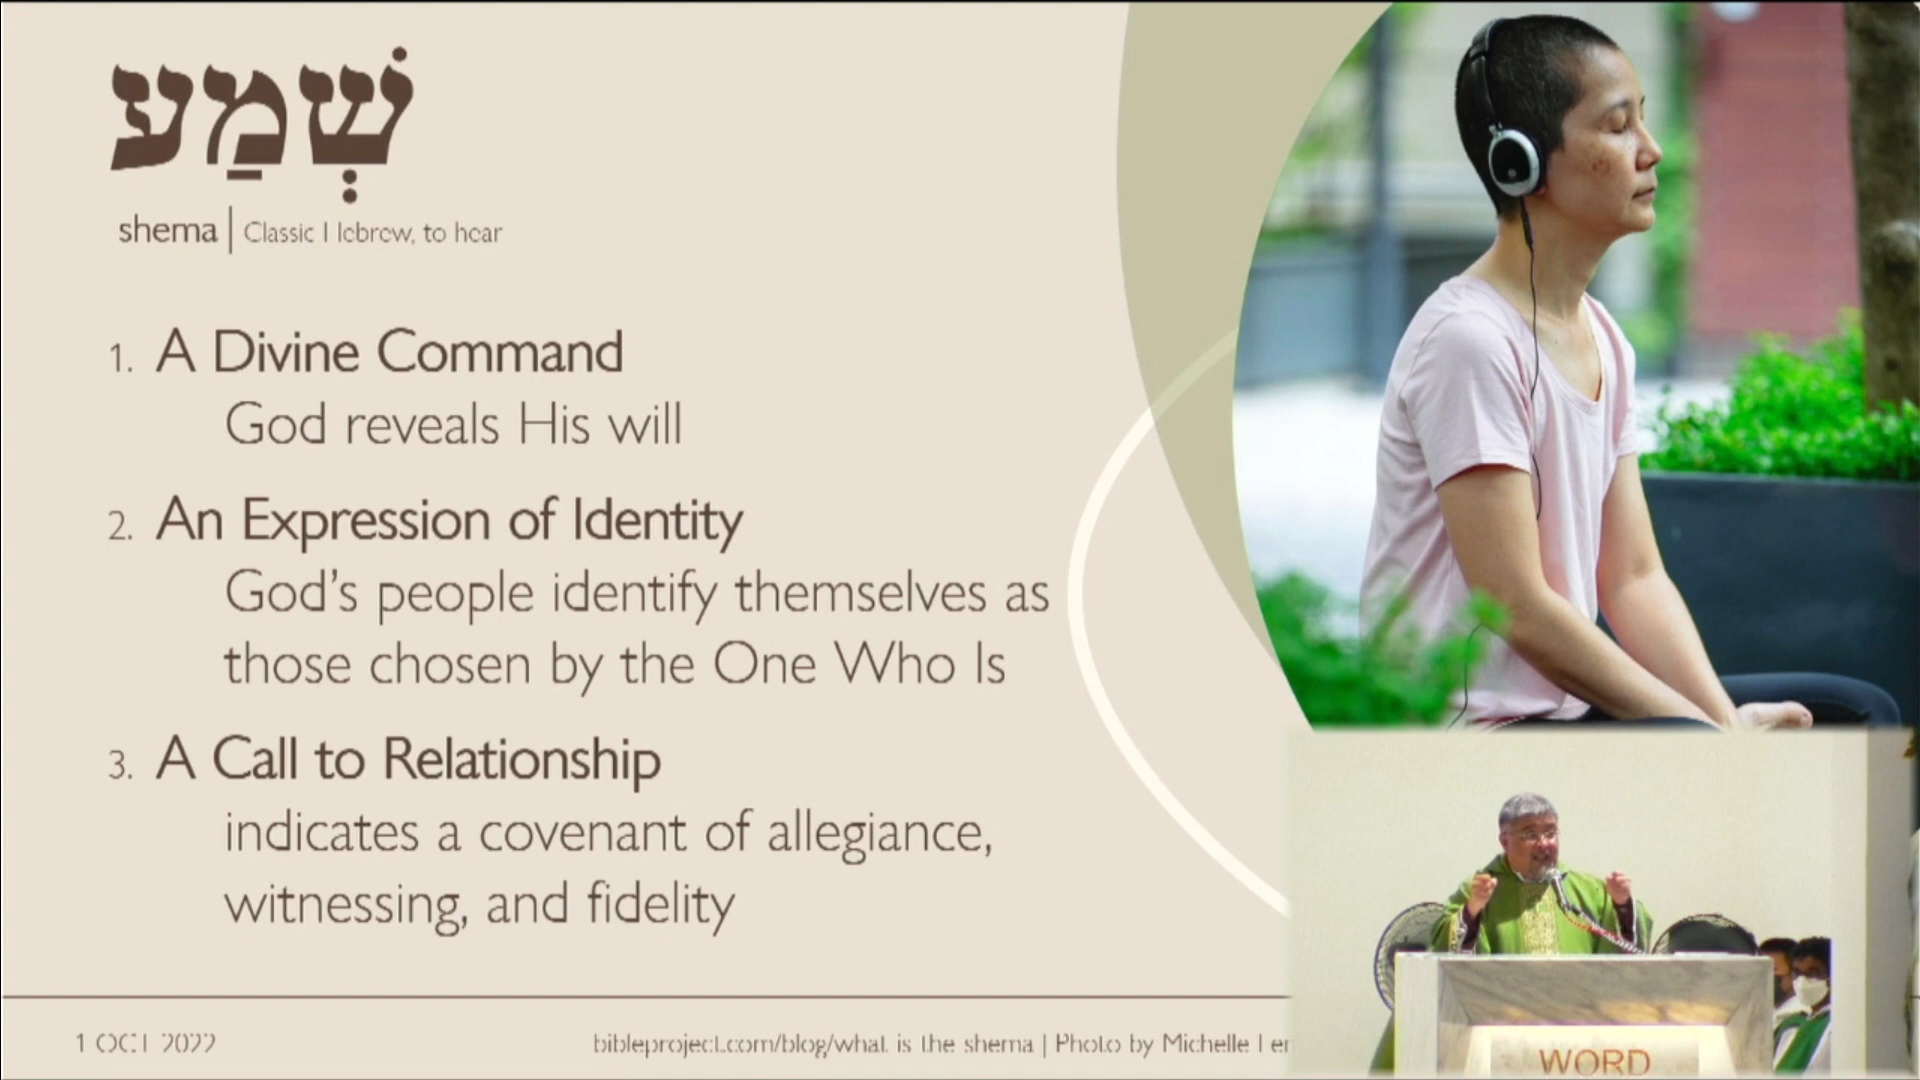 שְׁמַע
shema | Classic Hebrew, to hear
1. A Divine Command
God reveals His will
2. An Expression of Identity
God's people identify themselves as
those chosen by the One Who Is
3. A Call to Relationship
indicates a covenant of allegiance,
witnessing, and fidelity
1 OCT 2022
bibleproject.com/blog/what is the shema | Photo by Michelle
WORD